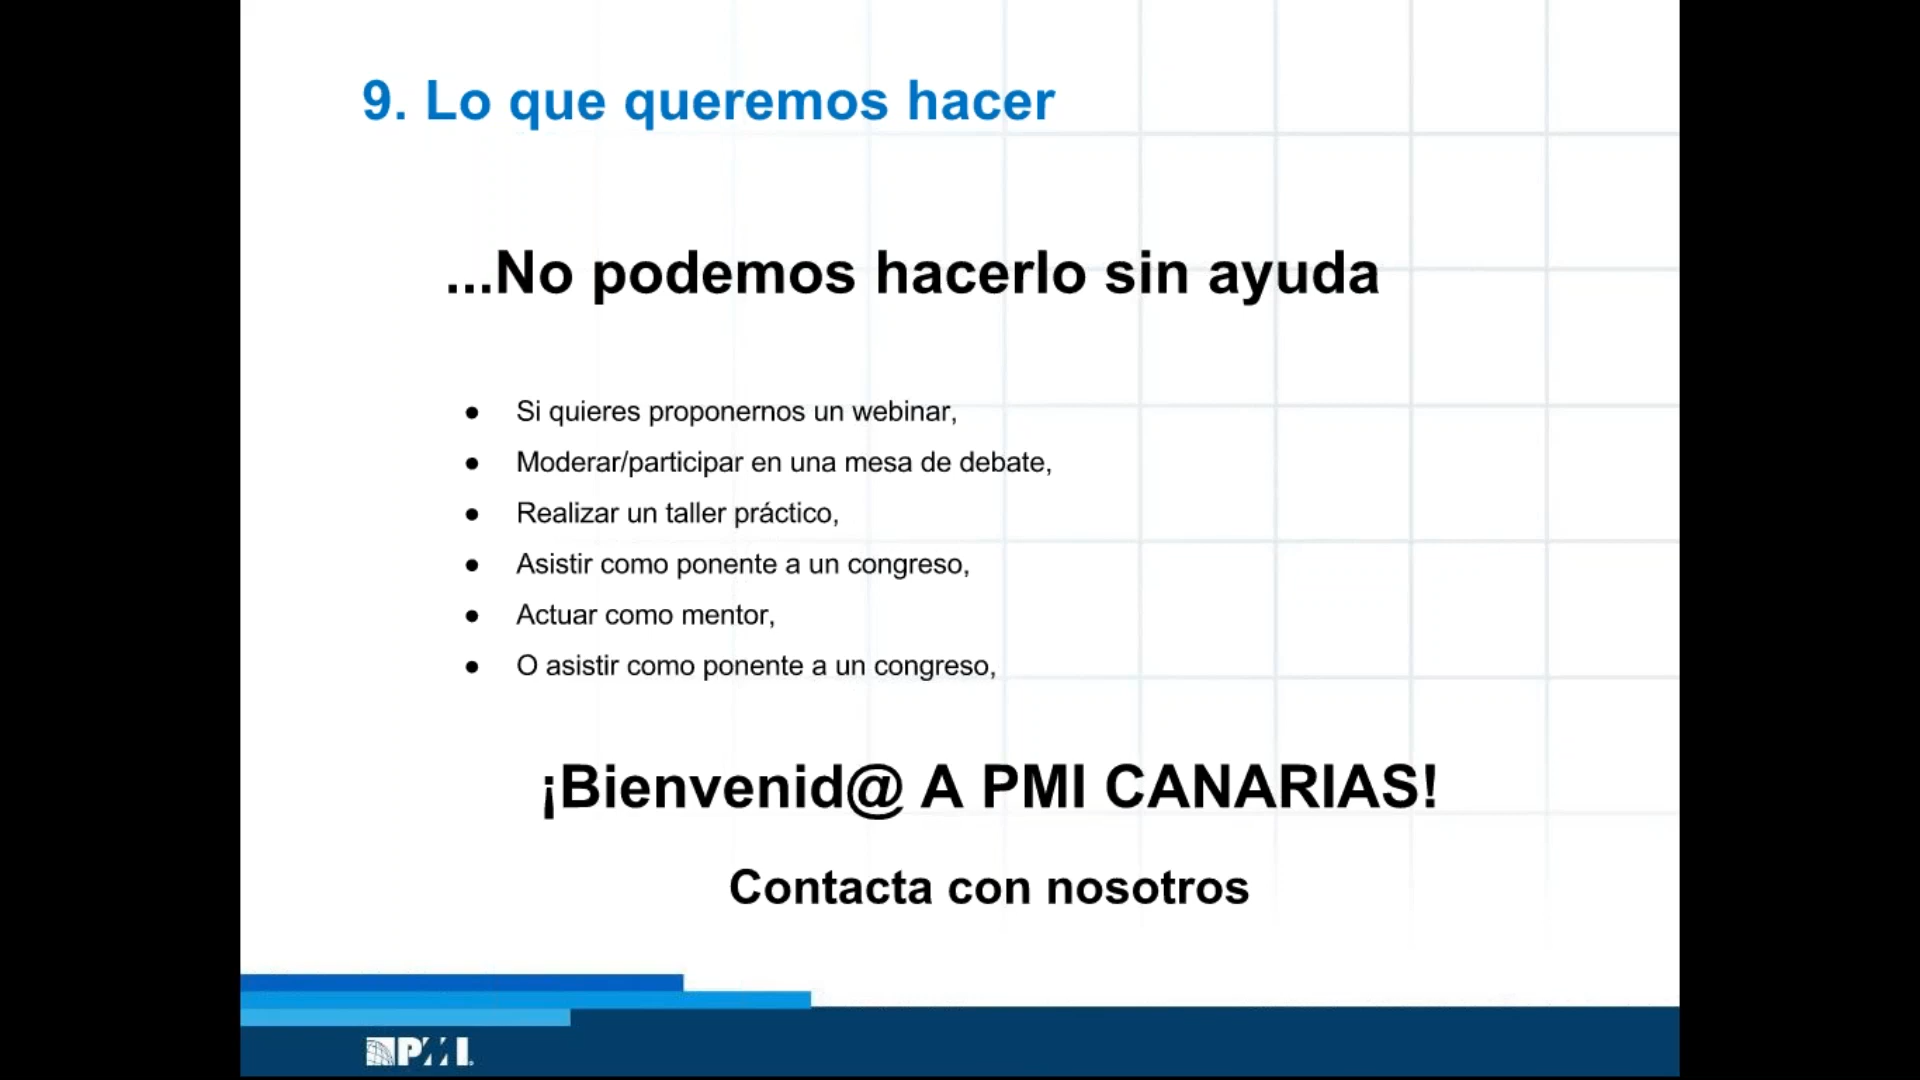 9. Lo que queremos hacer
...No podemos hacerlo sin ayuda
● Si quieres proponernos un webinar,
● Moderar/participar en una mesa de debate,
● Realizar un taller práctico,
● Asistir como ponente a un congreso,
● Actuar como mentor,
● O asistir como ponente a un congreso,
¡Bienvenid@ A PMI CANARIAS!
Contacta con nosotros
PMI